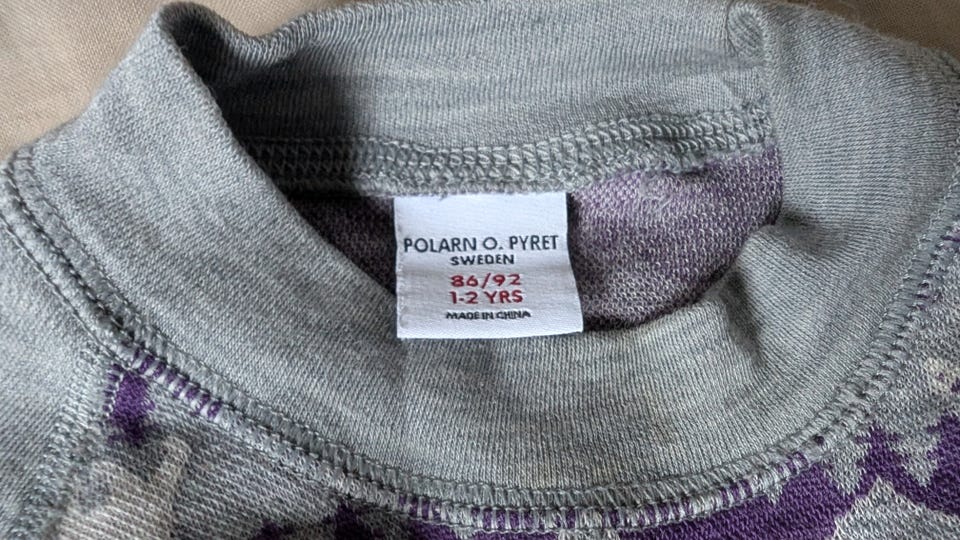 POLARN O. PYRET
SWEDEN
86/92
1-2 YRS
MADE IN CHINA